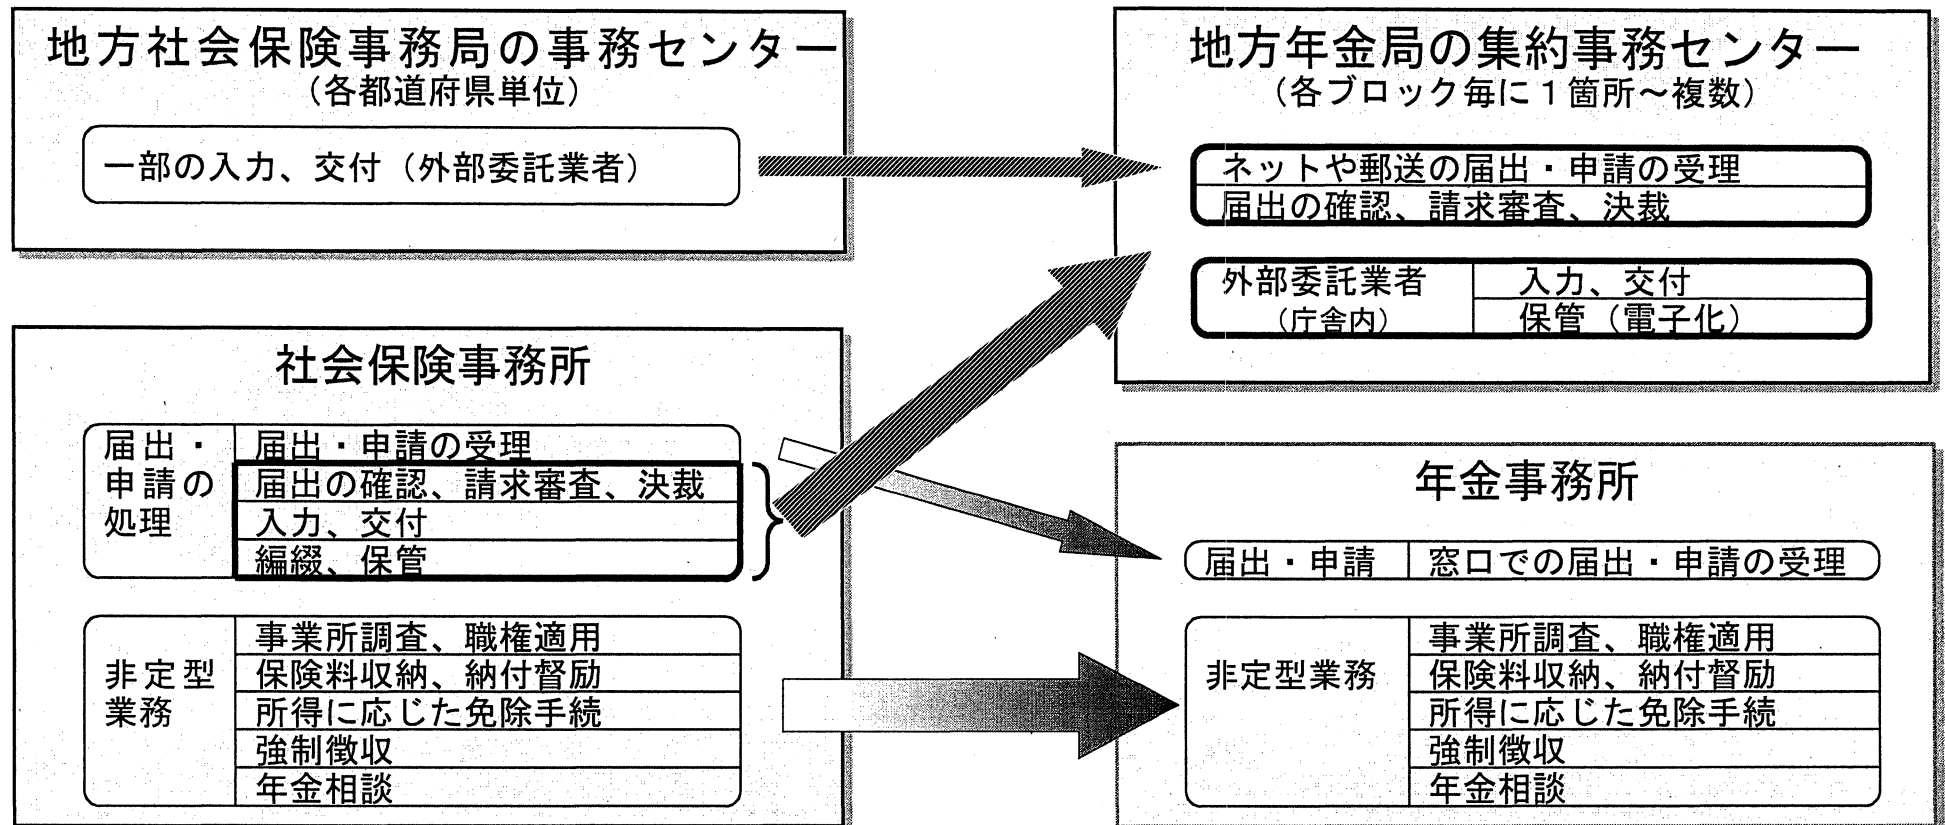 地方社会保険事務局の事務センター
(各都道府県単位)
一部の入力、交付(外部委託業者)
社会保険事務所
届出・
申請の
処理
届出・申請の受理
届出の確認、請求審査、決裁
入力、交付
編綴、保管
非定型
業務
事業所調査、職権適用
保険料収納、納付督励
所得に応じた免除手続
強制徴収
年金相談
地方年金局の集約事務センター
(各ブロック毎に1箇所~複数)
ネットや郵送の届出・申請の受理
届出の確認、請求審査、決裁
外部委託業者
(庁舎内)
入力、交付
保管(電子化)
年金事務所
届出・申請
窓口での届出・申請の受理
非定型業務
事業所調査、職権適用
保険料収納、納付督励
所得に応じた免除手続
強制徴収
年金相談